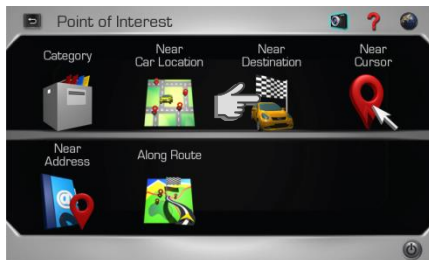 Point of Interest
?
Category
Near
Car Location
Near
Destination
Near
Cursor
@
Near
Address
Along Route